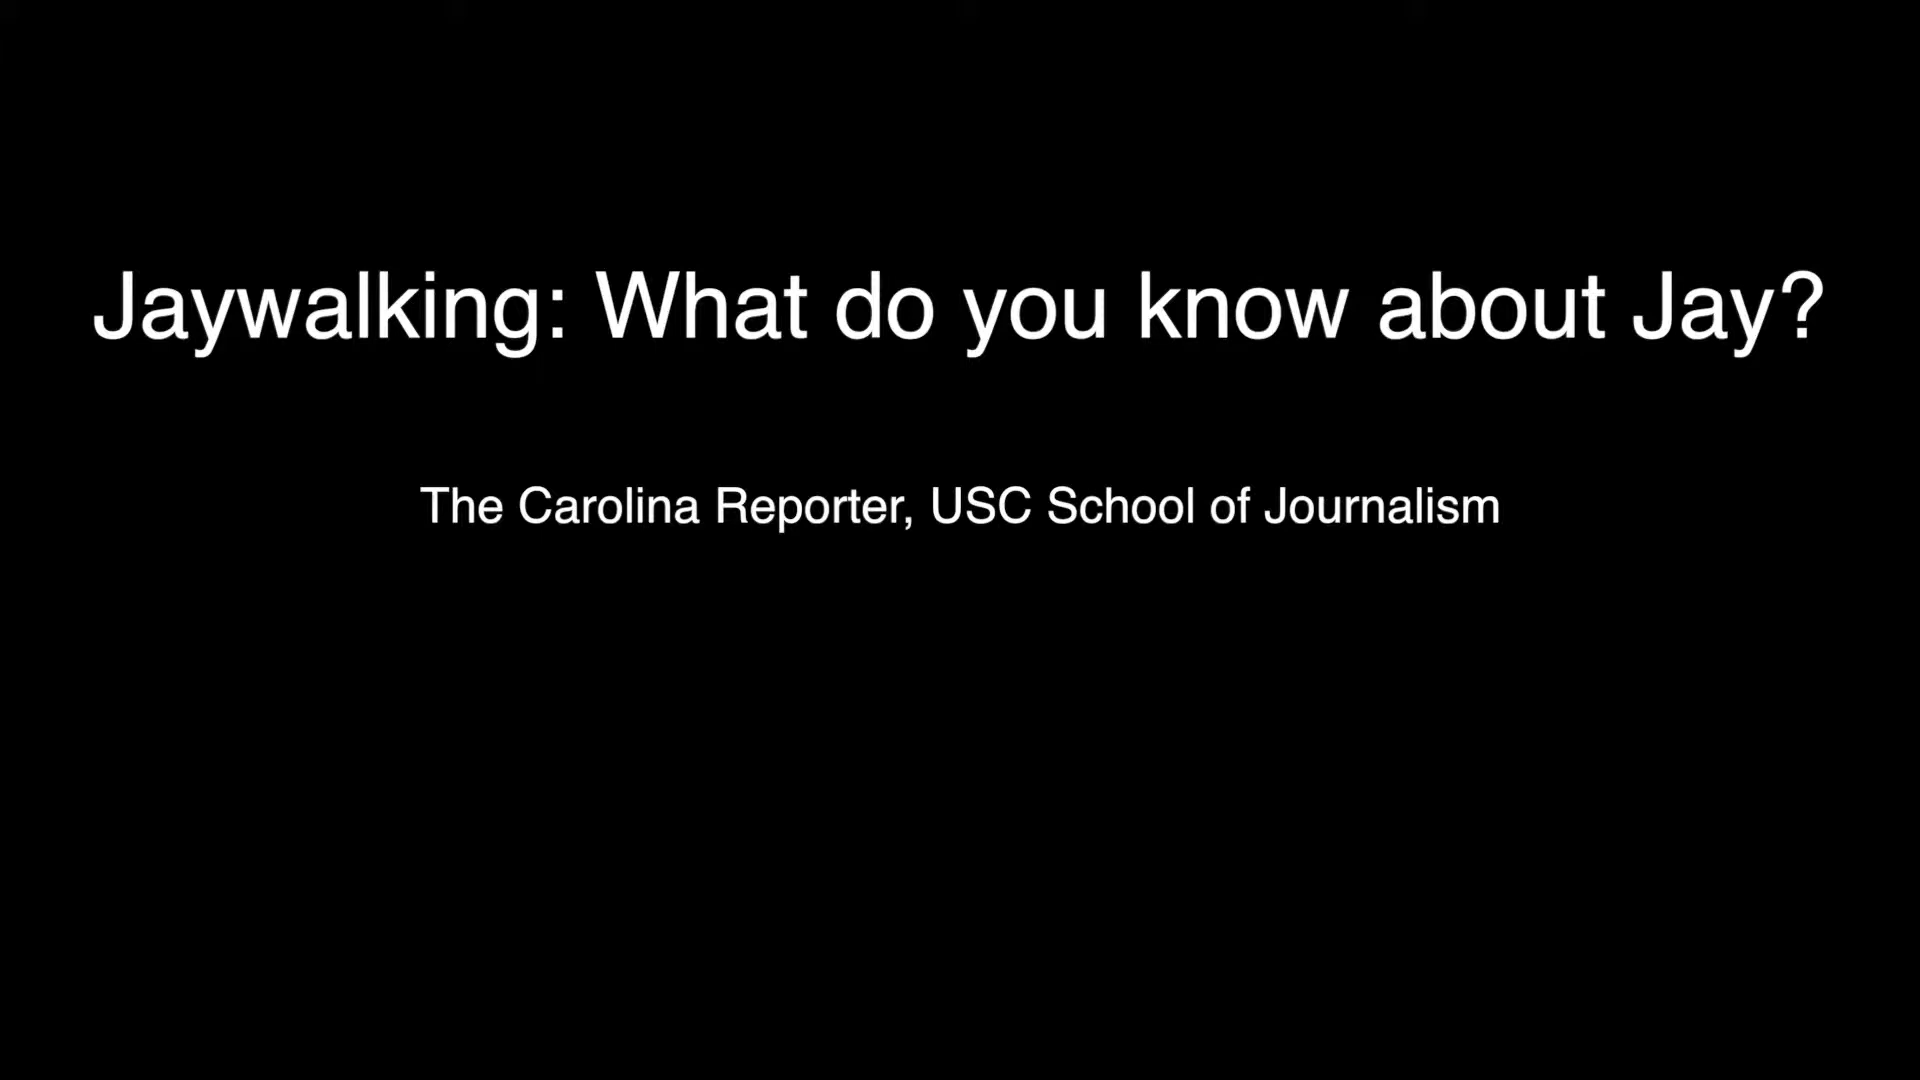 Jaywalking: What do you know about Jay?
The Carolina Reporter, USC School of Journalism